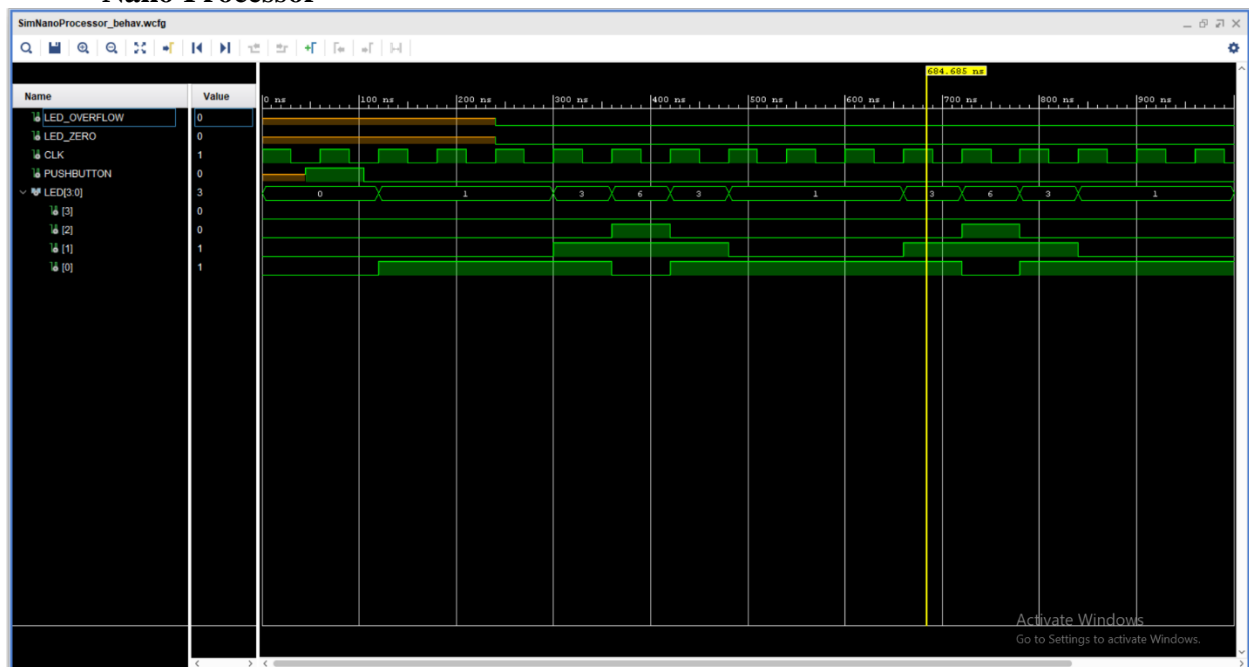 Nano Processor
SimNanoProcessor_behav.wcfg
684.685 ns
Name Value
0 ns 100 ns 200 ns 300 ns 400 ns 500 ns 600 ns 700 ns 800 ns 900 ns
LED_OVERFLOW 0
LED_ZERO 0
CLK 1
PUSHBUTTON 0
LED[3:0] 3 0 1 3 6 3 1 3 6 3 1
[3] 0
[2] 0
[1] 1
[0] 1
Activate Windows
Go to Settings to activate Windows.